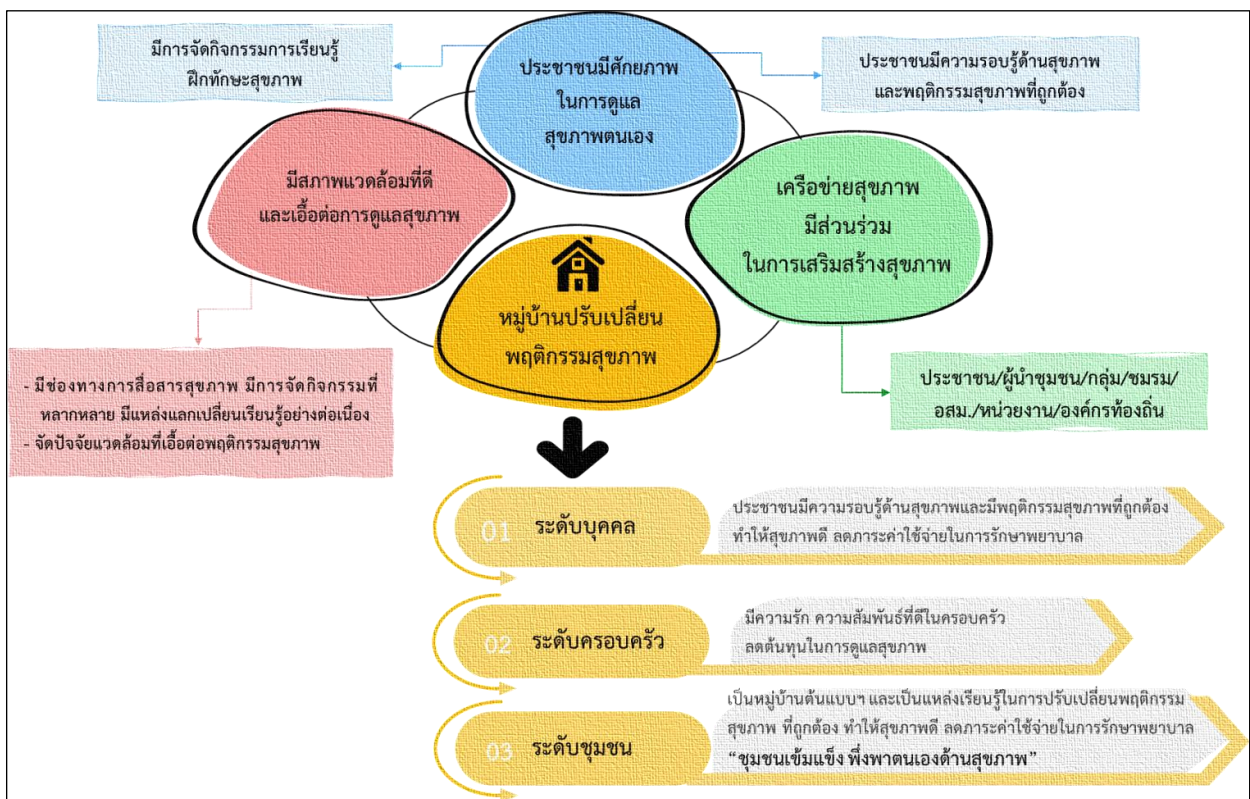 มีการจัดกิจกรรมการเรียนรู้
ฝึกทักษะสุขภาพ
ประชาชนมีศักยภาพ
ในการดูแล
สุขภาพตนเอง
ประชาชนมีความรอบรู้ด้านสุขภาพ
และพฤติกรรมสุขภาพที่ถูกต้อง
มีสภาพแวดล้อมที่ดี
และเอื้อต่อการดูแลสุขภาพ
เครือข่ายสุขภาพ
มีส่วนร่วม
ในการเสริมสร้างสุขภาพ
หมู่บ้านปรับเปลี่ยน
พฤติกรรมสุขภาพ
- มีช่องทางการสื่อสารสุขภาพ มีการจัดกิจกรรมที่
หลากหลาย มีแหล่งแลกเปลี่ยนเรียนรู้อย่างต่อเนื่อง
- จัดปัจจัยแวดล้อมที่เอื้อต่อพฤติกรรมสุขภาพ
ประชาชน/ผู้นำชุมชน/กลุ่ม/ชมรม/
อสม./หน่วยงาน/องค์กรท้องถิ่น
01 ระดับบุคคล
ประชาชนมีความรอบรู้ด้านสุขภาพและมีพฤติกรรมสุขภาพที่ถูกต้อง
ทำให้สุขภาพดี ลดภาระค่าใช้จ่ายในการรักษาพยาบาล
02 ระดับครอบครัว
มีความรัก ความสัมพันธ์ที่ดีในครอบครัว
ลดต้นทุนในการดูแลสุขภาพ
03 ระดับชุมชน
เป็นหมู่บ้านต้นแบบฯ และเป็นแหล่งเรียนรู้ในการปรับเปลี่ยนพฤติกรรม
สุขภาพ ที่ถูกต้อง ทำให้สุขภาพดี ลดภาระค่าใช้จ่ายในการรักษาพยาบาล
“ชุมชนเข้มแข็ง พึ่งพาตนเองด้านสุขภาพ”